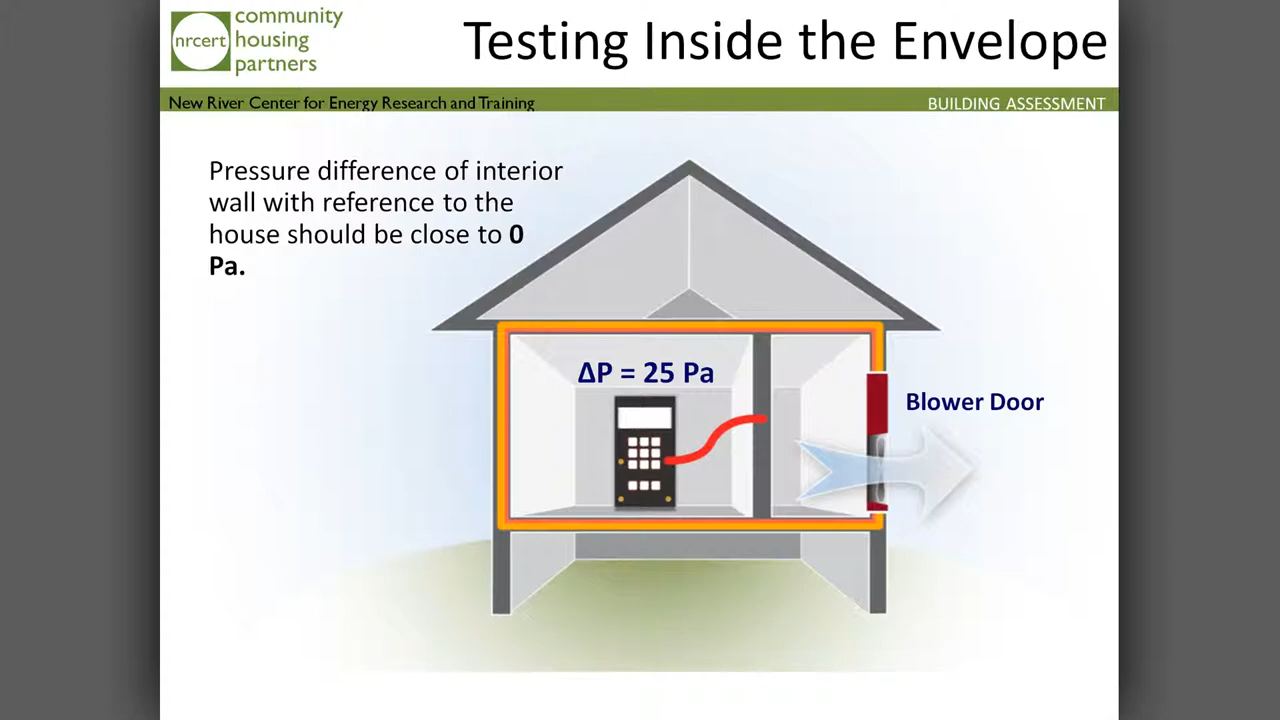 community
housing
partners
nrcert
Testing Inside the Envelope
New River Center for Energy Research and Training
BUILDING ASSESSMENT
Pressure difference of interior
wall with reference to the
house should be close to 0
Pa.
ΔP = 25 Pa
Blower Door